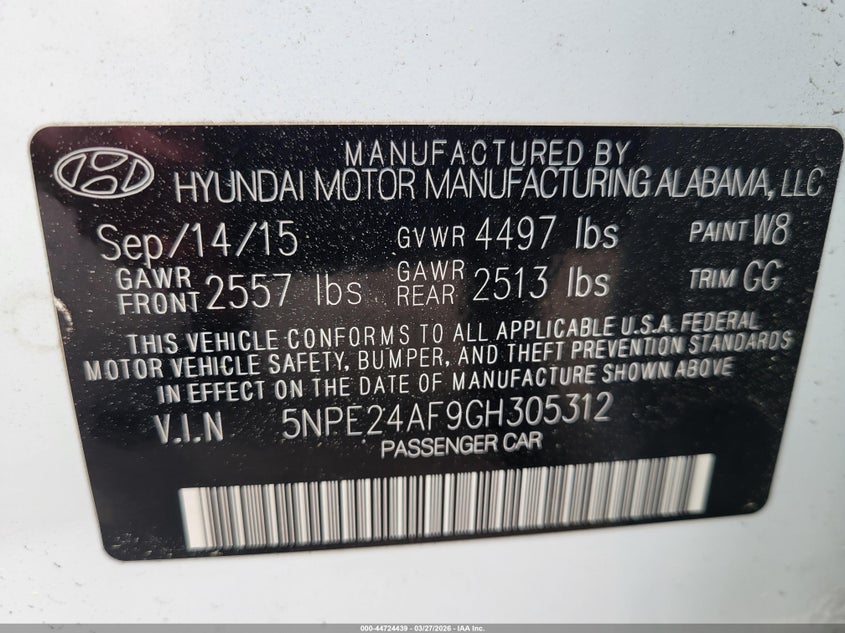 MANUFACTURED BY
HYUNDAI MOTOR MANUFACTURING ALABAMA, LLC
Sep/14/15 GVWR 4497 lbs PAINT W8
GAWR FRONT 2557 lbs GAWR REAR 2513 lbs TRIM GG
THIS VEHICLE CONFORMS TO ALL APPLICABLE U.S.A. FEDERAL
MOTOR VEHICLE SAFETY, BUMPER, AND THEFT PREVENTION STANDARDS
IN EFFECT ON THE DATE OF MANUFACTURE SHOWN ABOVE
V.I.N 5NPE24AF9GH305312
PASSENGER CAR
000-44724439 - 03/27/2026 - IAA Inc.